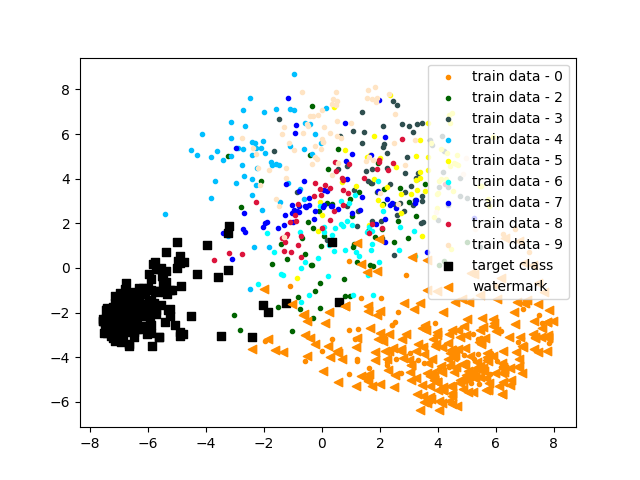 train data - 0
train data - 2
train data - 3
train data - 4
train data - 5
train data - 6
train data - 7
train data - 8
train data - 9
target class
watermark
8
6
4
2
0
−2
−4
−6
−8 −6 −4 −2 0 2 4 6 8